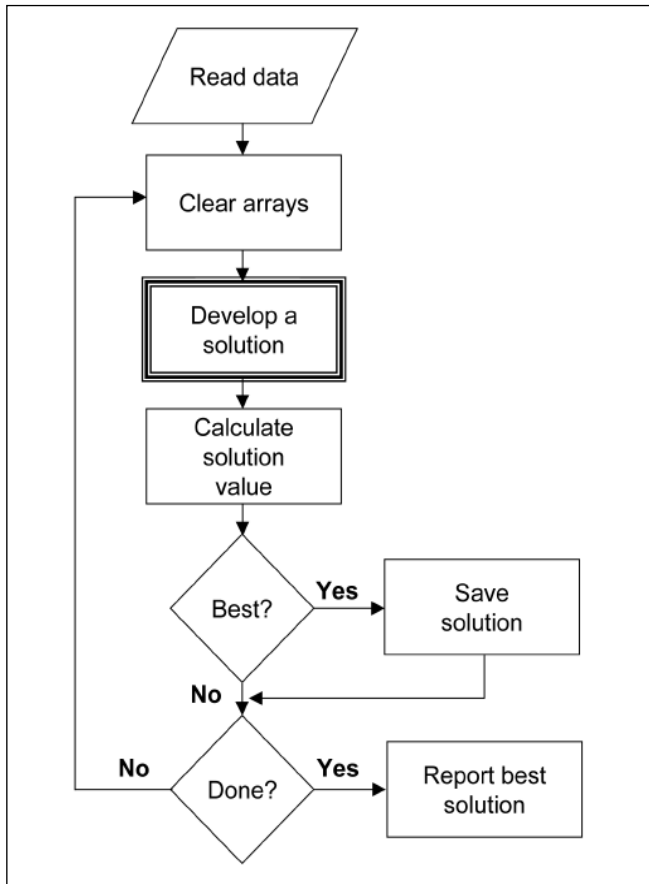 Read data
Clear arrays
Develop a
solution
Calculate
solution
value
Best?
Yes
Save
solution
No
No
Done?
Yes
Report best
solution